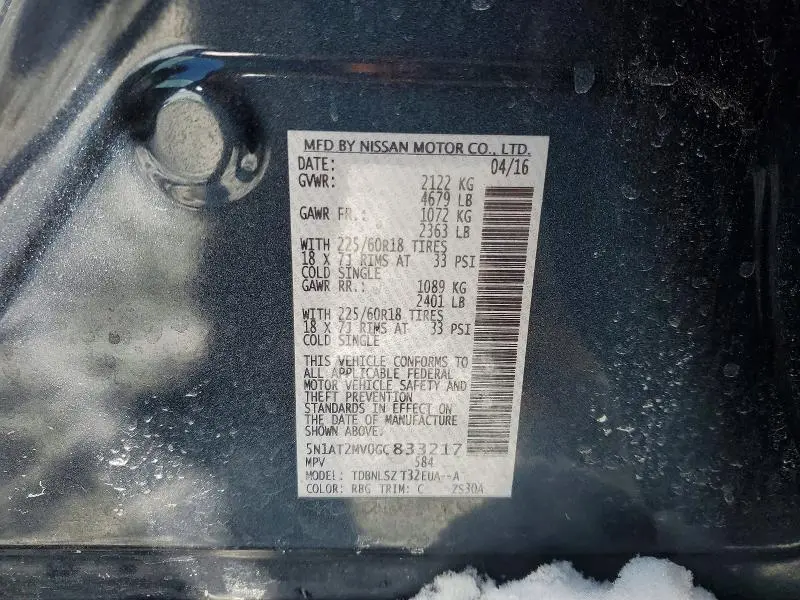 MFD BY NISSAN MOTOR CO., LTD.
DATE: 04/16
GVWR: 2122 KG
4679 LB
GAWR FR.: 1072 KG
2363 LB
WITH 225/60R18 TIRES
18 X 7J RIMS AT 33 PSI
COLD SINGLE
GAWR RR.: 1089 KG
2401 LB
WITH 225/60R18 TIRES
18 X 7J RIMS AT 33 PSI
COLD SINGLE
THIS VEHICLE CONFORMS TO
ALL APPLICABLE FEDERAL
MOTOR VEHICLE SAFETY AND
THEFT PREVENTION
STANDARDS IN EFFECT ON
THE DATE OF MANUFACTURE
SHOWN ABOVE.
5N1AT2MV0GC833217
MPV 584
MODEL: TDBNLSZ T32EUA--A
COLOR: RBG TRIM: C ZS30A